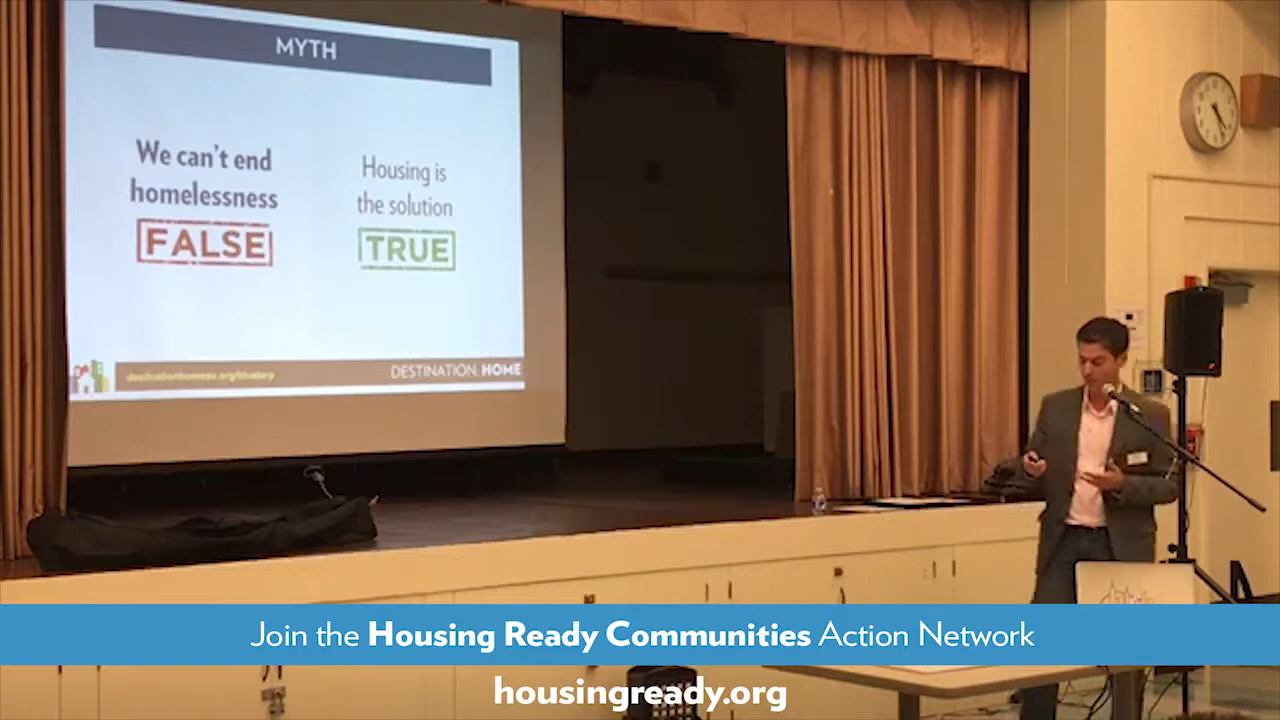 MYTH
We can't end
homelessness
FALSE
Housing is
the solution
TRUE
DESTINATION: HOME
Join the Housing Ready Communities Action Network
housingready.org